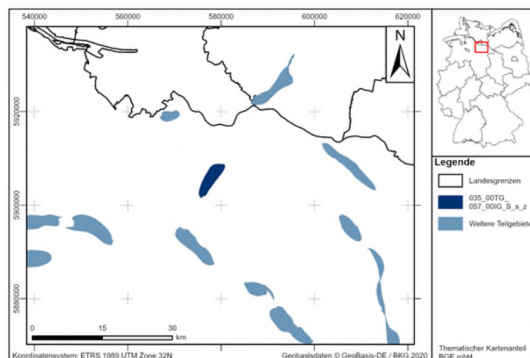 540000 560000 580000 600000 620000
N
5920000
5900000
5880000
0 15 30
km
Koordinatensystem: ETRS 1989 UTM Zone 32N
Geobasisdaten © GeoBasis-DE / BKG 2020
Legende
Landesgrenzen
035_00TG_
057_00IG_S_s_z
Weitere Teilgebiete
Thematischer Kartenanteil
BGE mbH